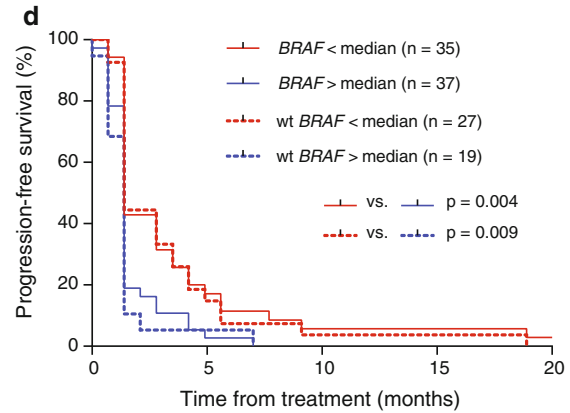 d
Progression-free survival (%)
100
80
60
40
20
0
BRAF < median (n = 35)
BRAF > median (n = 37)
wt BRAF < median (n = 27)
wt BRAF > median (n = 19)
vs. p = 0.004
vs. p = 0.009
0 5 10 15 20
Time from treatment (months)